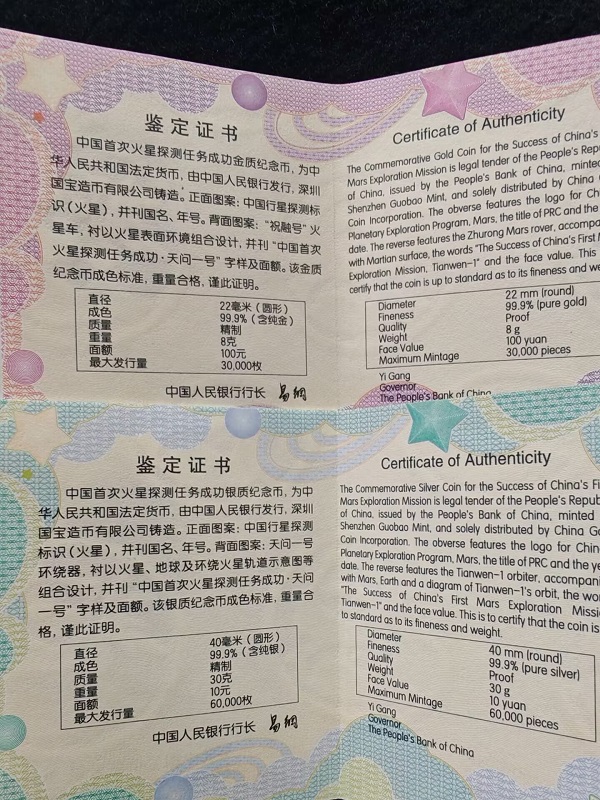 鉴定证书
中国首次火星探测任务成功金质纪念币，为中
华人民共和国法定货币，由中国人民银行发行，深圳
国宝造币有限公司铸造。正面图案：中国行星探测标
识（火星），并刊国名、年号。背面图案：“祝融号”火
星车，衬以火星表面环境组合设计，并刊“中国首次
火星探测任务成功·天问一号”字样及面额。该金质
纪念币成色标准，重量合格，谨此证明。
直径 22毫米（圆形）
成色 99.9%（含纯金）
质量 精制
重量 8克
面额 100元
最大发行量 30,000枚
中国人民银行行长 易纲
Certificate of Authenticity
The Commemorative Gold Coin for the Success of China's
Mars Exploration Mission is legal tender of the People's Repu
of China, issued by the People's Bank of China, minted
Shenzhen Guobao Mint, and solely distributed by China
Coin Incorporation. The obverse features the logo for Ch
Planetary Exploration Program, Mars, the title of PRC and the
date. The reverse features the Zhurong Mars rover, accompa
with Martian surface, the words "The Success of China's First M
Exploration Mission, Tianwen-1" and the face value. This
certify that the coin is up to standard as to its fineness and we
Diameter 22 mm (round)
Fineness 99.9% (pure gold)
Quality Proof
Weight 8 g
Face Value 100 yuan
Maximum Mintage 30,000 pieces
Yi Gang
Governor
The People's Bank of China
鉴定证书
中国首次火星探测任务成功银质纪念币，为中
华人民共和国法定货币，由中国人民银行发行，深圳
国宝造币有限公司铸造。正面图案：中国行星探测
标识（火星），并刊国名、年号。背面图案：天问一号
环绕器，衬以火星、地球及环绕火星轨道示意图等
组合设计，并刊“中国首次火星探测任务成功·天问
一号”字样及面额。该银质纪念币成色标准，重量合
格，谨此证明。
直径 40毫米（圆形）
成色 99.9%（含纯银）
质量 精制
重量 30克
面额 10元
最大发行量 60,000枚
中国人民银行行长 易纲
Certificate of Authenticity
The Commemorative Silver Coin for the Success of China's Fi
Mars Exploration Mission is legal tender of the People's Repub
of China, issued by the People's Bank of China, minted
Shenzhen Guobao Mint, and solely distributed by China Go
Coin Incorporation. The obverse features the logo for Chin
Planetary Exploration Program, Mars, the title of PRC and the ye
date. The reverse features the Tianwen-1 orbiter, accompani
with Mars, Earth and a diagram of Tianwen-1's orbit, the wor
"The Success of China's First Mars Exploration Missio
Tianwen-1" and the face value. This is to certify that the coin is
to standard as to its fineness and weight.
Diameter 40 mm (round)
Fineness 99.9% (pure silver)
Quality Proof
Weight 30 g
Face Value 10 yuan
Maximum Mintage 60,000 pieces
Yi Gang
Governor
The People's Bank of China